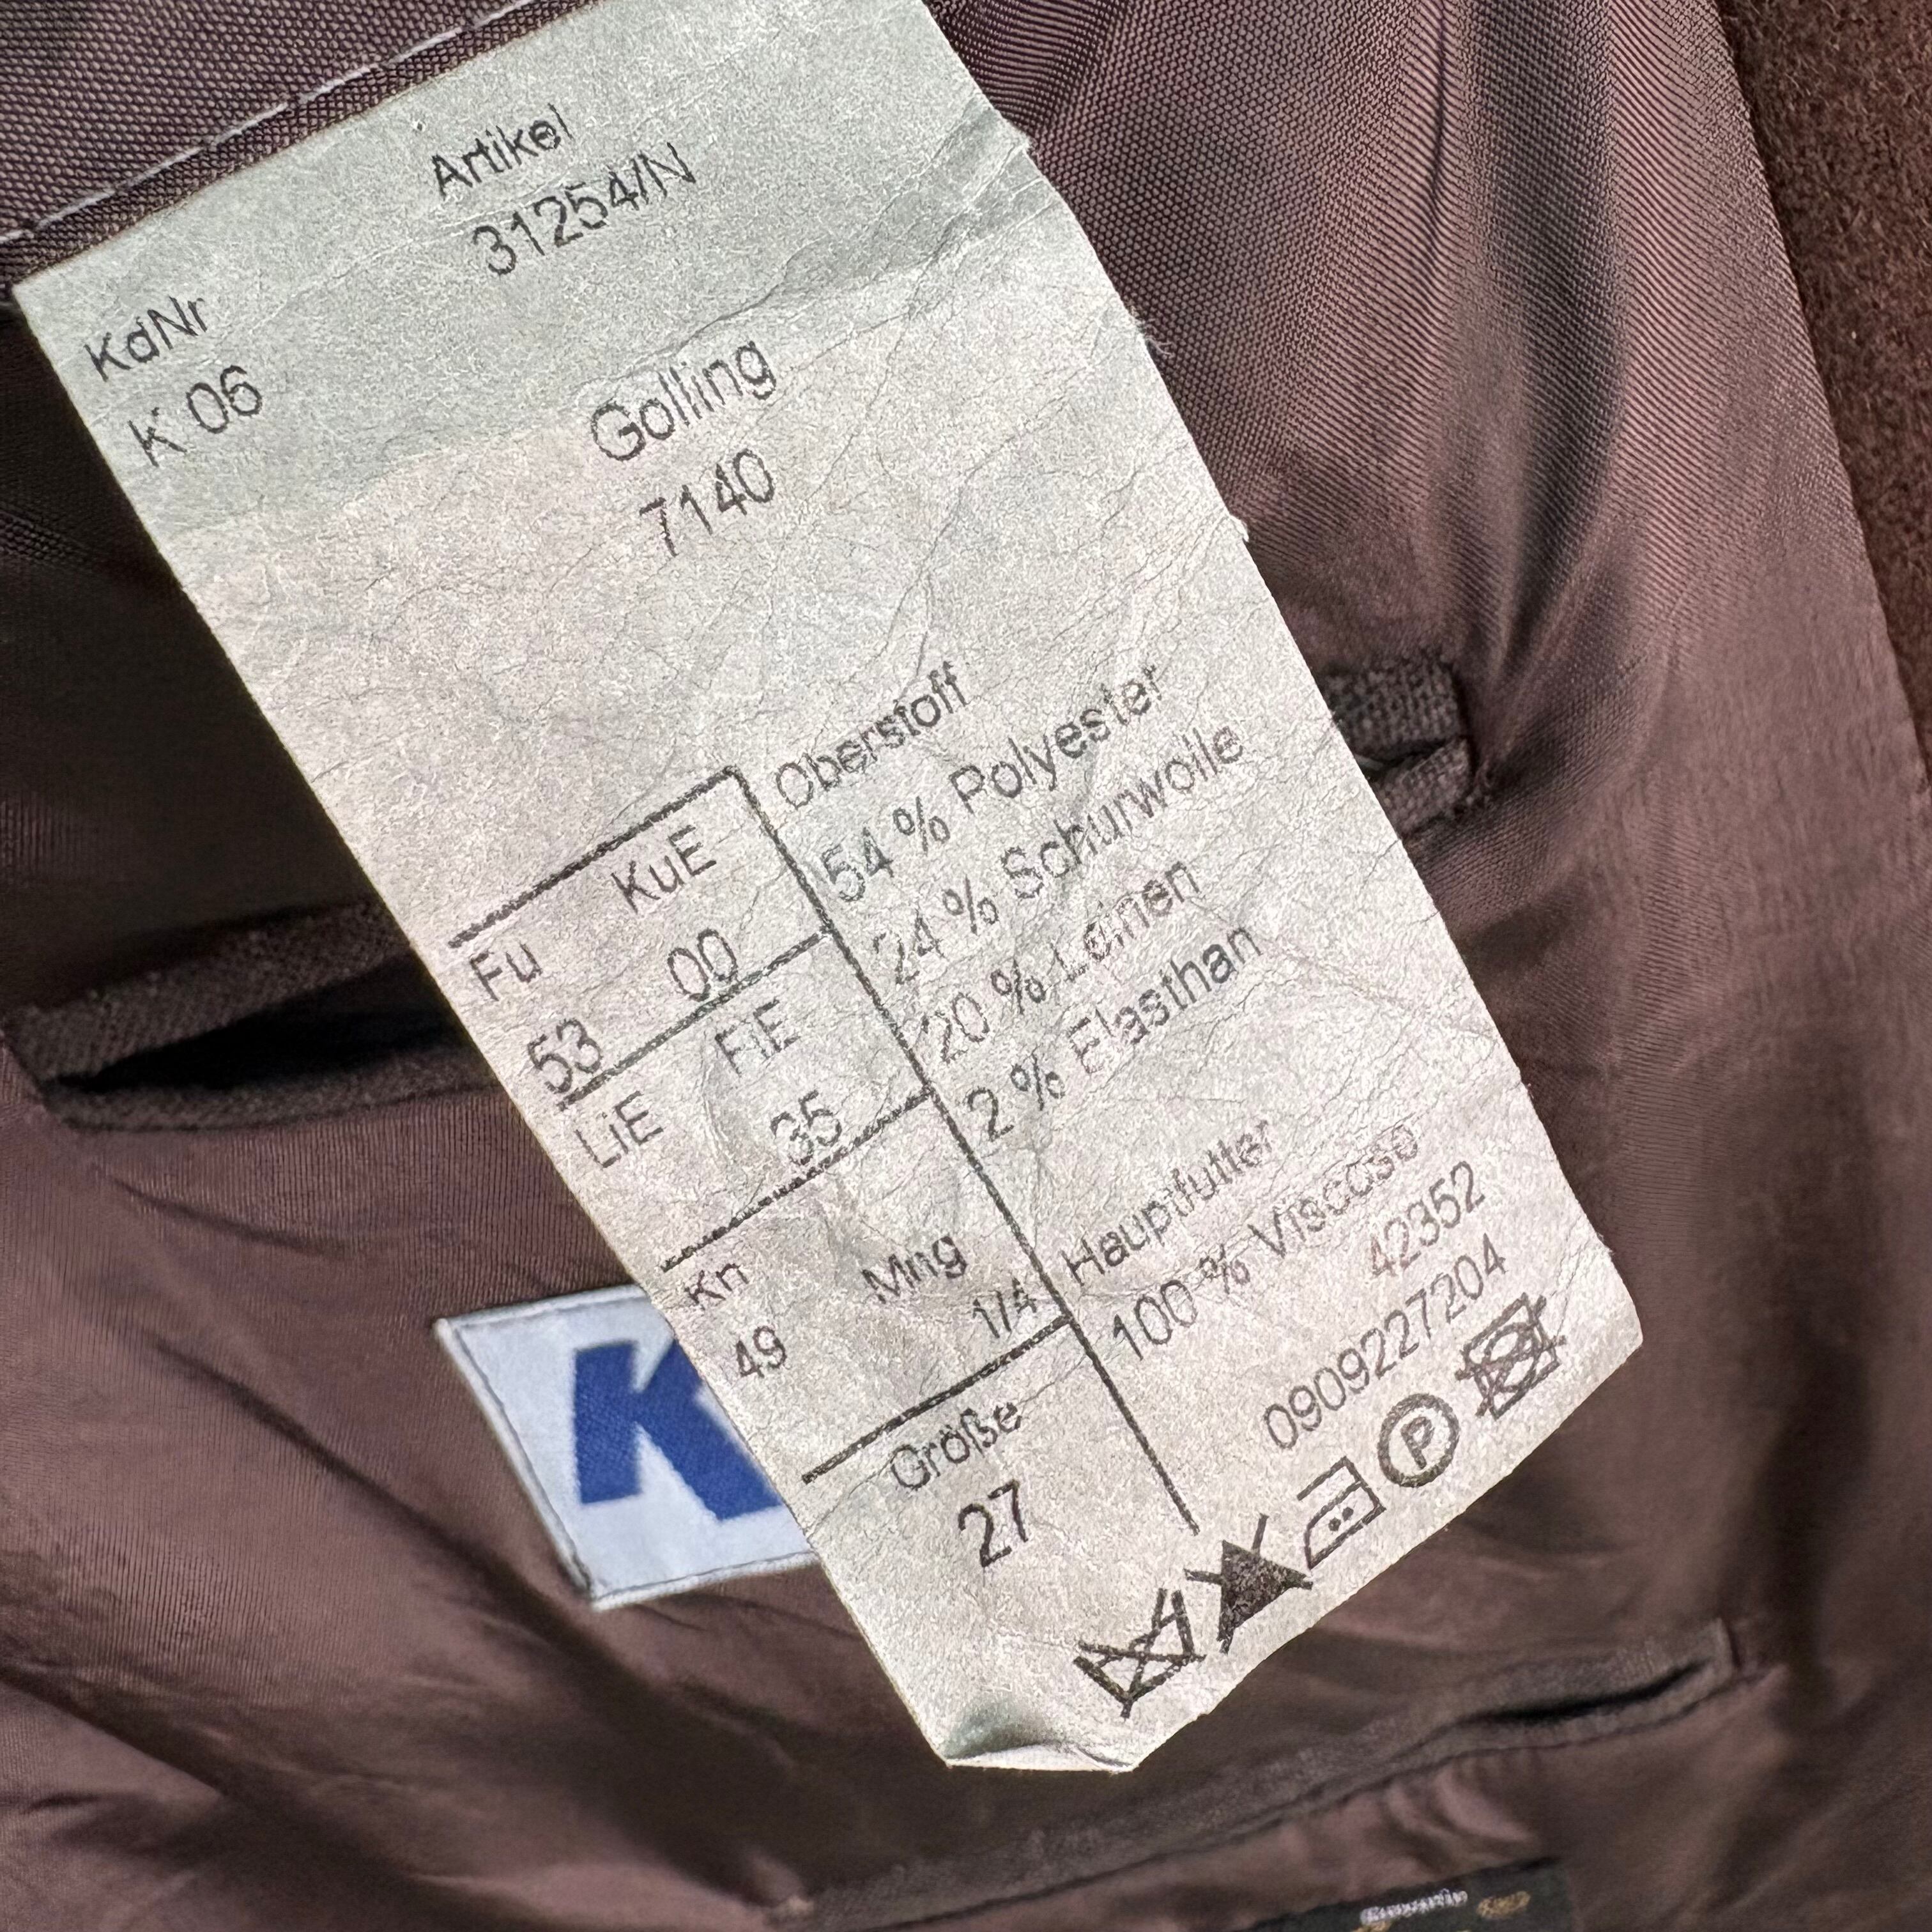 Artikel
31254/N
KdNr
K 06
Golling
7140
Fu KuE
53 00
LiE FlE
35
Kn Mng
49 1/4
Größe
27
Oberstoff
54 % Polyester
24 % Schurwolle
20 % Leinen
2 % Elasthan
Hauptfutter
100 % Viscose
42352
0909227204
P
K